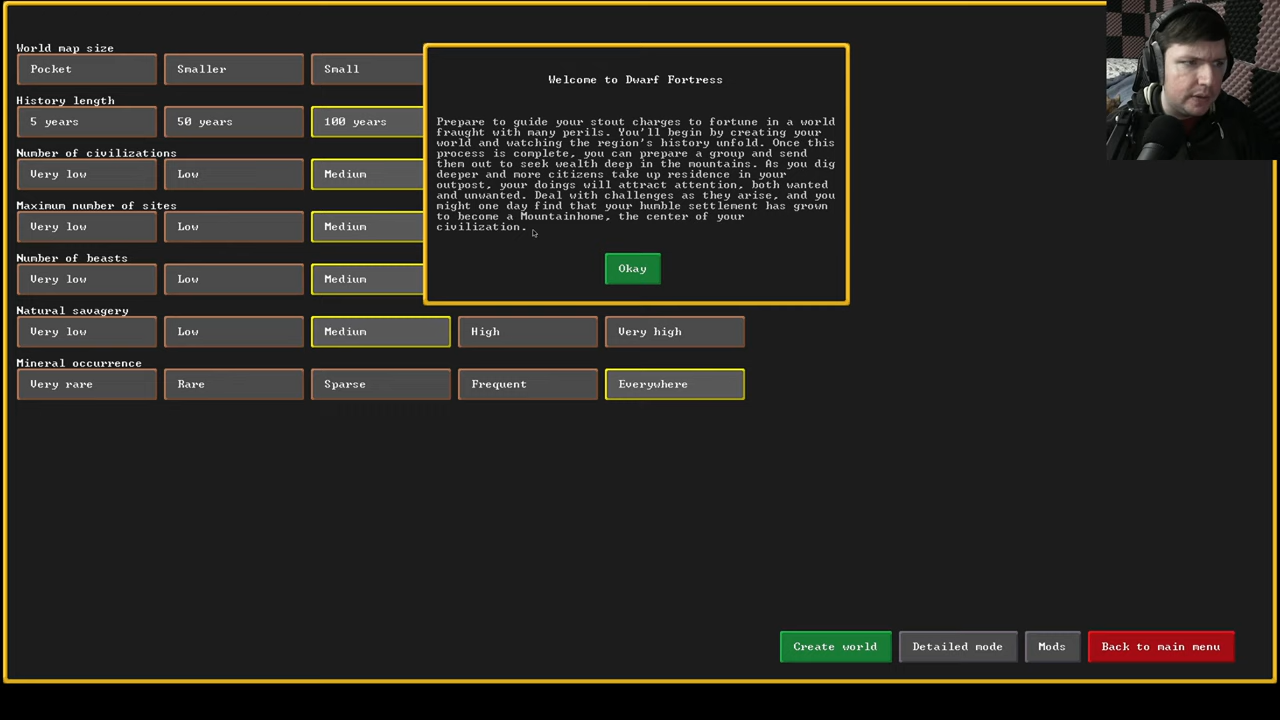 World map size
Pocket
Smaller
Small
History length
5 years
50 years
100 years
Number of civilizations
Very low
Low
Medium
Maximum number of sites
Very low
Low
Medium
Number of beasts
Very low
Low
Medium
Natural savagery
Very low
Low
Medium
High
Very high
Mineral occurrence
Very rare
Rare
Sparse
Frequent
Everywhere
Welcome to Dwarf Fortress
Prepare to guide your stout charges to fortune in a world
fraught with many perils. You'll begin by creating your
world and watching the region's history unfold. Once this
process is complete, you can prepare a group and send
them out to seek wealth deep in the mountains. As you dig
deeper and more citizens take up residence in your
outpost, your doings will attract attention, both wanted
and unwanted. Deal with challenges as they arise, and you
might one day find that your humble settlement has grown
to become a Mountainhome, the center of your
civilization.
Okay
Create world
Detailed mode
Mods
Back to main menu